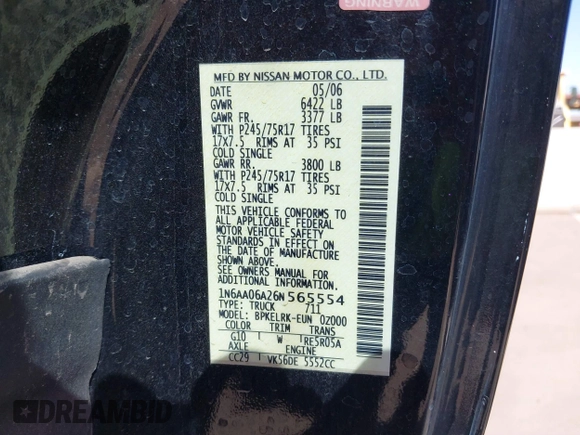 WARNING
MFD BY NISSAN MOTOR CO., LTD.
DATE 05/06
GVWR 6422 LB
GAWR FR. 3377 LB
WITH P245/75R17 TIRES
17X7.5 RIMS AT 35 PSI
COLD SINGLE
GAWR RR. 3800 LB
WITH P245/75R17 TIRES
17X7.5 RIMS AT 35 PSI
COLD SINGLE
THIS VEHICLE CONFORMS TO
ALL APPLICABLE FEDERAL
MOTOR VEHICLE SAFETY
STANDARDS IN EFFECT ON
THE DATE OF MANUFACTURE
SHOWN ABOVE.
SEE OWNERS MANUAL FOR
ADDITIONAL INFORMATION.
1N6AA06A26N565554
TYPE: TRUCK 711
MODEL: BPKELRK-EUN 02000
COLOR TRIM TRANS
G10 W RE5R05A
AXLE ENGINE
CC29 VK56DE 5552CC
DREAMBID